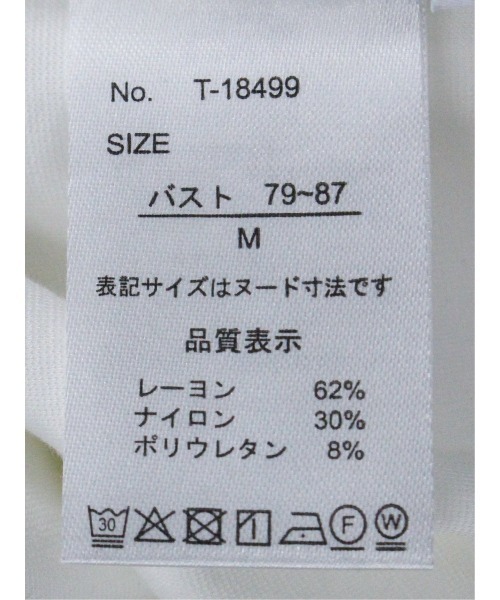 No. T-18499
SIZE
バスト 79~87
M
表記サイズはヌード寸法です
品質表示
レーヨン 62%
ナイロン 30%
ポリウレタン 8%
30 F W